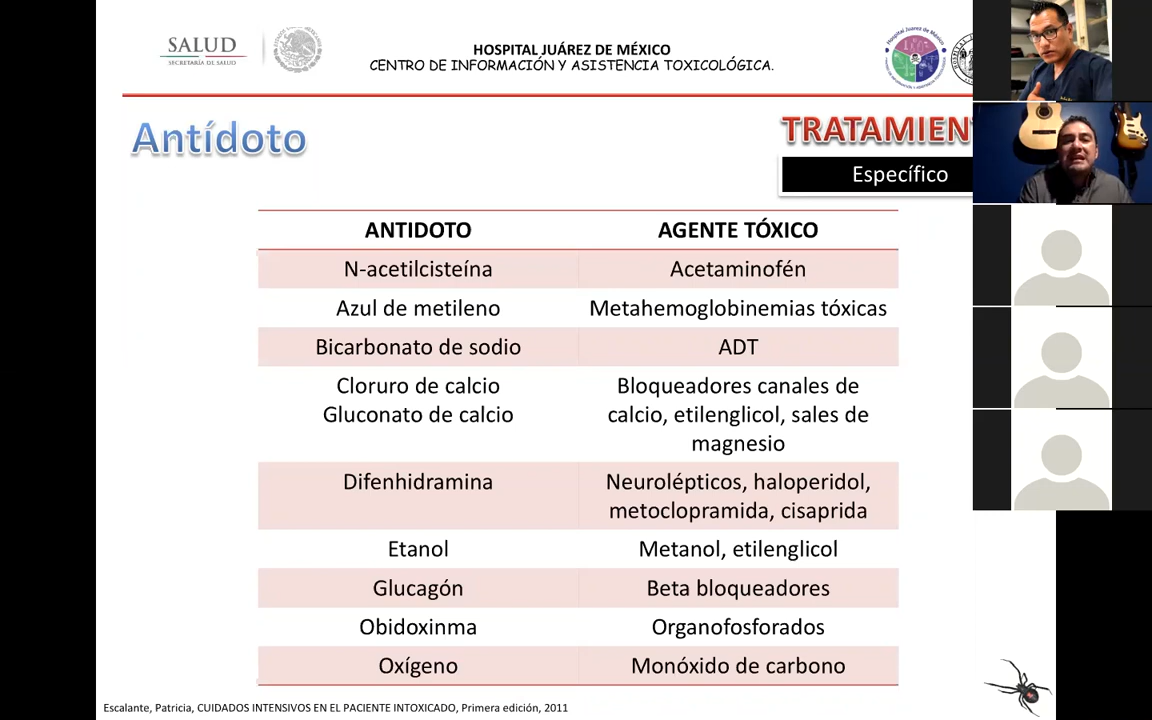 SALUD
SECRETARÍA DE SALUD
HOSPITAL JUÁREZ DE MÉXICO
CENTRO DE INFORMACIÓN Y ASISTENCIA TOXICOLÓGICA.
Antídoto
TRATAMIEN
Específico
ANTIDOTO AGENTE TÓXICO
N-acetilcisteína Acetaminofén
Azul de metileno Metahemoglobinemias tóxicas
Bicarbonato de sodio ADT
Cloruro de calcio Bloqueadores canales de
Gluconato de calcio calcio, etilenglicol, sales de
magnesio
Difenhidramina Neurolépticos, haloperidol,
metoclopramida, cisaprida
Etanol Metanol, etilenglicol
Glucagón Beta bloqueadores
Obidoxinma Organofosforados
Oxígeno Monóxido de carbono
Escalante, Patricia, CUIDADOS INTENSIVOS EN EL PACIENTE INTOXICADO, Primera edición, 2011